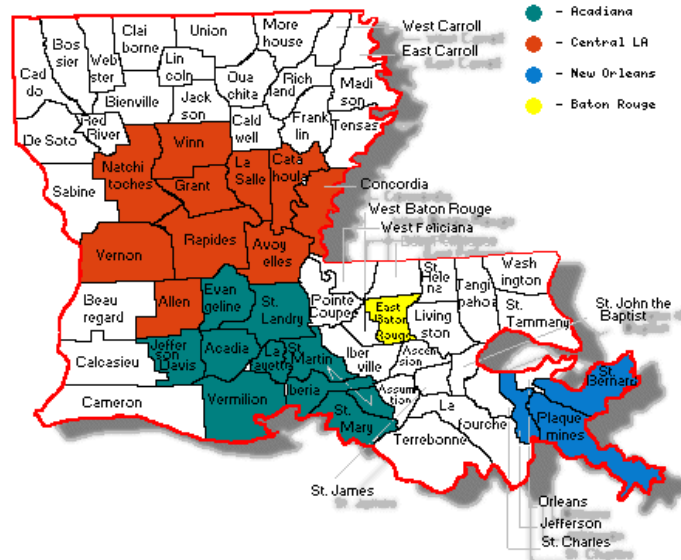 Clai
borne
Union
More
house
West Carroll
- Acadiana
Bos
sier
Web
ster
Lin
coln
East Carroll
- Central LA
Cad
do
Oua
chita
Rich
land
Madi
son
- New Orleans
Bienville
Jack
son
- Baton Rouge
De Soto
Red
River
Cald
well
Frank
lin
Tensas
Winn
Natchi
toches
La
Salle
Cata
houla
Sabine
Grant
Concordia
West Baton Rouge
West Feliciana
Vernon
Rapides
Avoy
elles
Wash
ington
St.
Helena
Tangi
pahoa
Beau
regard
Allen
Evan
geline
St.
Landry
Pointe
Coupee
East
Baton
Rouge
Living
ston
St.
Tammany
St. John the
Baptist
Jeffer
son
Davis
Acadia
La
fayette
St.
Martin
Iber
ville
Ascen
sion
Calcasieu
Cameron
Vermilion
Iberia
St.
Mary
Assump
tion
La
fourche
St.
Bernard
Plaque
mines
Terrebonne
St. James
Orleans
Jefferson
St. Charles